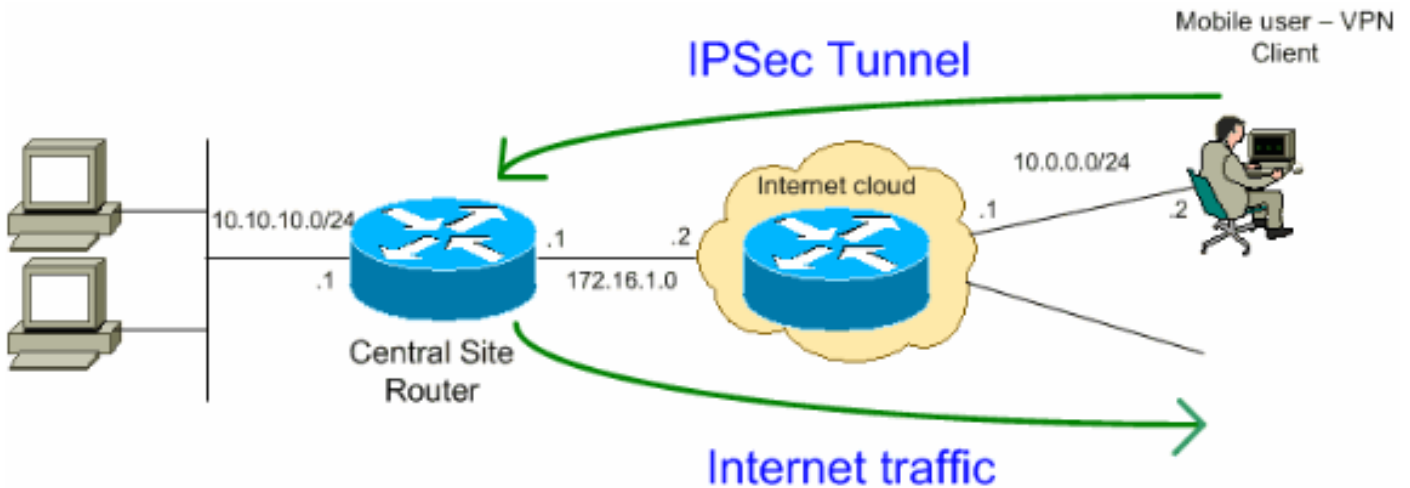 Mobile user – VPN
Client
IPSec Tunnel
10.0.0.0/24
Internet cloud
10.10.10.0/24
.1
.2
.1
.2
.1
172.16.1.0
Central Site
Router
Internet traffic